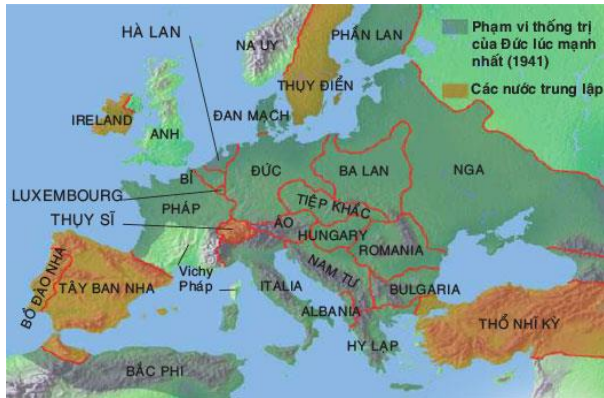 HÀ LAN
NA UY
PHẦN LAN
Phạm vi thống trị
của Đức lúc mạnh
nhất (1941)
Các nước trung lập
THỤY ĐIỂN
IRELAND
ANH
ĐAN MẠCH
BỈ
ĐỨC
BA LAN
NGA
LUXEMBOURG
PHÁP
TIỆP KHẮC
THỤY SĨ
ÁO
HUNGARY
ROMANIA
BỒ ĐÀO NHA
TÂY BAN NHA
Vichy
Pháp
ITALIA
NAM TƯ
BULGARIA
ALBANIA
THỔ NHĨ KỲ
HY LẠP
BẮC PHI